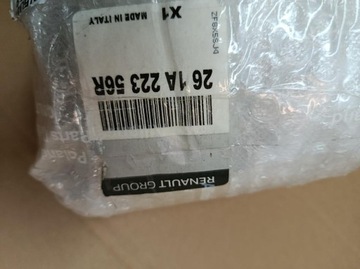 RENAULT GROUP
26 1A 223 56R
X1
MADE IN ITALY